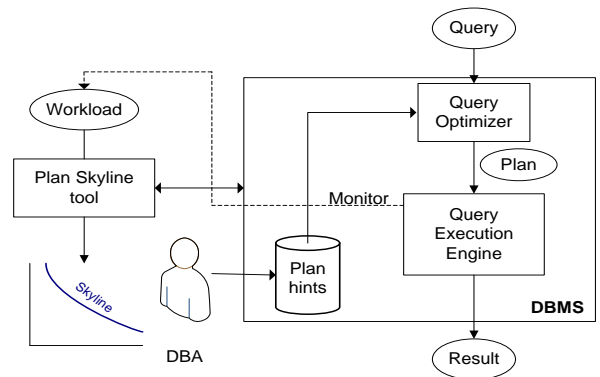 Query
Workload
Query
Optimizer
Plan
Plan Skyline
tool
Monitor
Query
Execution
Engine
Plan
hints
Skyline
DBMS
DBA
Result